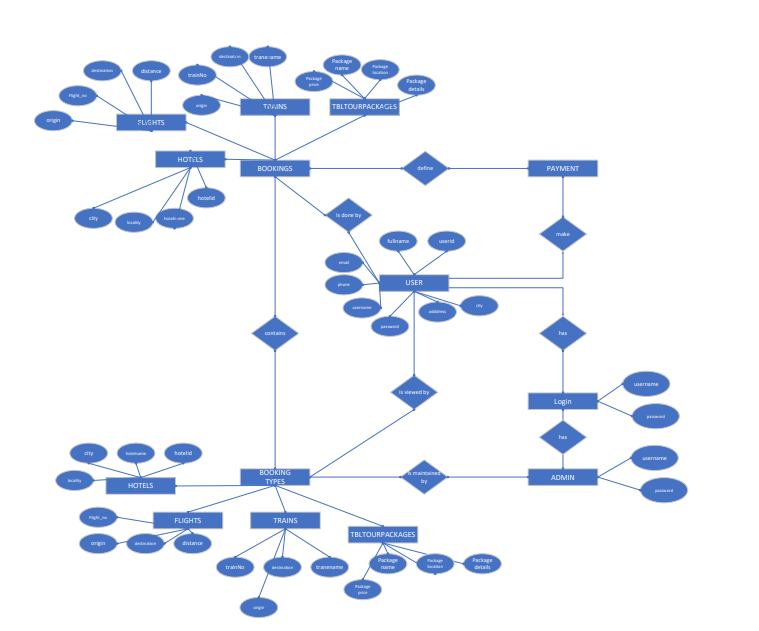 destination
trainename
Package
name
destination
distance
trainNo
Package
location
Package
price
Package
details
Flight_no
origin
TRAINS
TBLTOURPACKAGES
origin
FLIGHTS
HOTELS
BOOKINGS
define
PAYMENT
hotelid
city
locality
Is done by
make
fullname
userid
email
phone
USER
username
address
city
password
contains
has
Is viewed by
Login
username
password
has
city
hotelname
hotelid
username
locality
HOTELS
BOOKING
TYPES
is maintained
by
ADMIN
password
Flight_no
FLIGHTS
TRAINS
TBLTOURPACKAGES
origin
destination
distance
trainNo
destination
tranename
Package
name
Package
location
Package
details
Package
price
origin